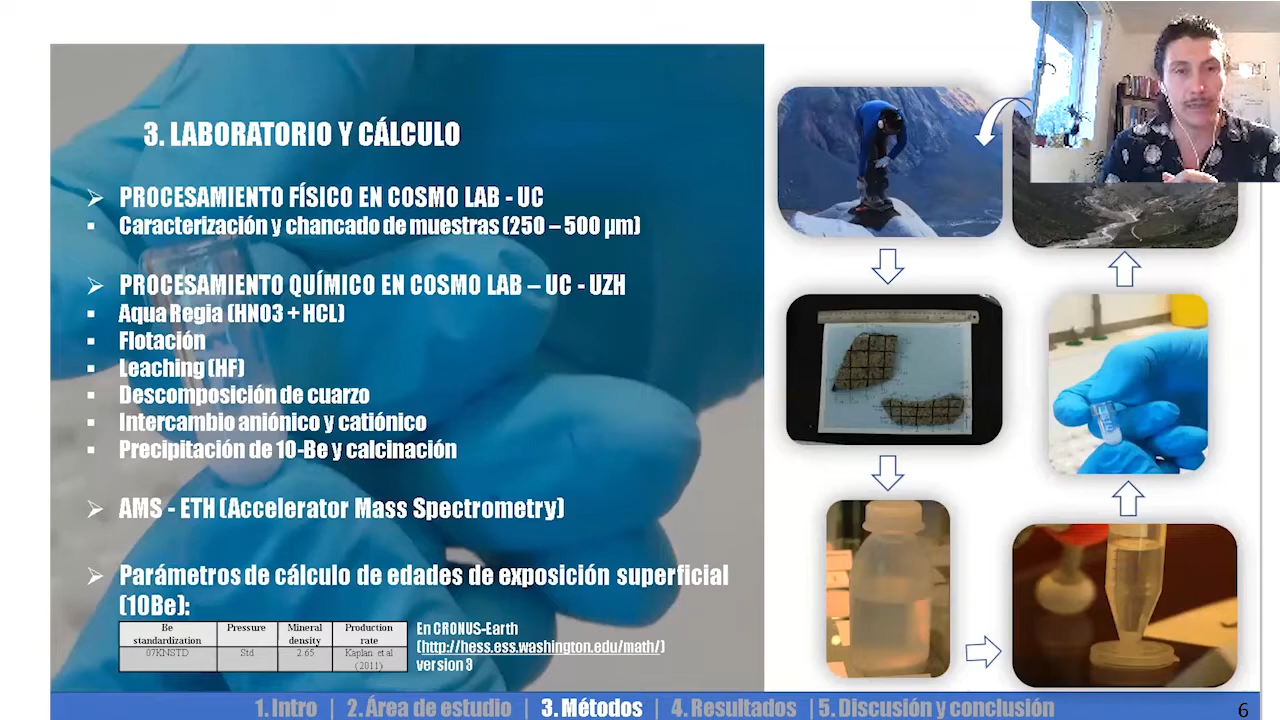 3. LABORATORIO Y CÁLCULO
PROCESAMIENTO FÍSICO EN COSMO LAB - UC
Caracterización y chancado de muestras (250 – 500 µm)
PROCESAMIENTO QUÍMICO EN COSMO LAB – UC - UZH
Aqua Regia (HNO3 + HCL)
Flotación
Leaching (HF)
Descomposición de cuarzo
Intercambio aniónico y catiónico
Precipitación de 10-Be y calcinación
AMS - ETH (Accelerator Mass Spectrometry)
Parámetros de cálculo de edades de exposición superficial
(10Be):
Be standardization | Pressure | Mineral density | Production rate
07KNSTD | Std | 2.65 | Kaplan et al (2011)
En CRONUS-Earth
(http://hess.ess.washington.edu/math/)
version 3
1. Intro | 2. Área de estudio | 3. Métodos | 4. Resultados | 5. Discusión y conclusión
6